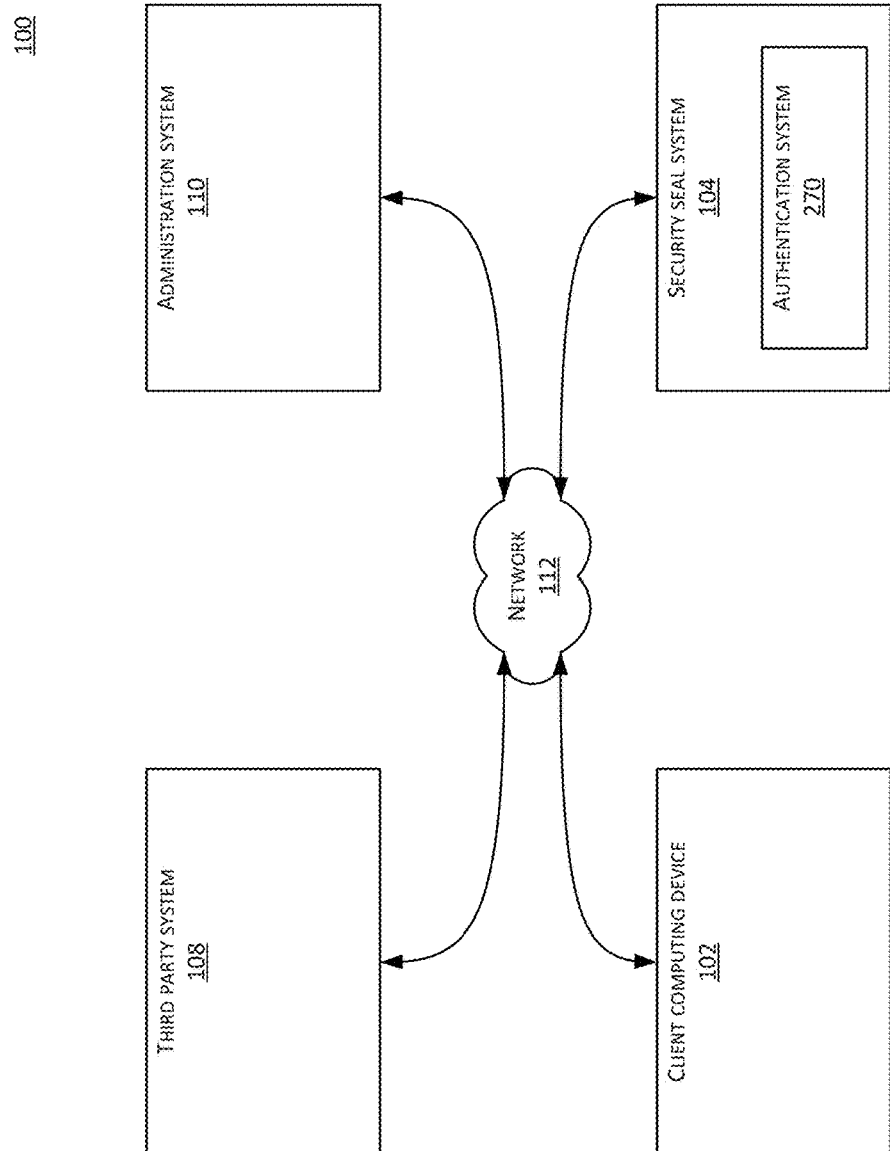 100
THIRD PARTY SYSTEM
108
ADMINISTRATION SYSTEM
110
NETWORK
112
CLIENT COMPUTING DEVICE
102
SECURITY SEAL SYSTEM
104
AUTHENTICATION SYSTEM
270